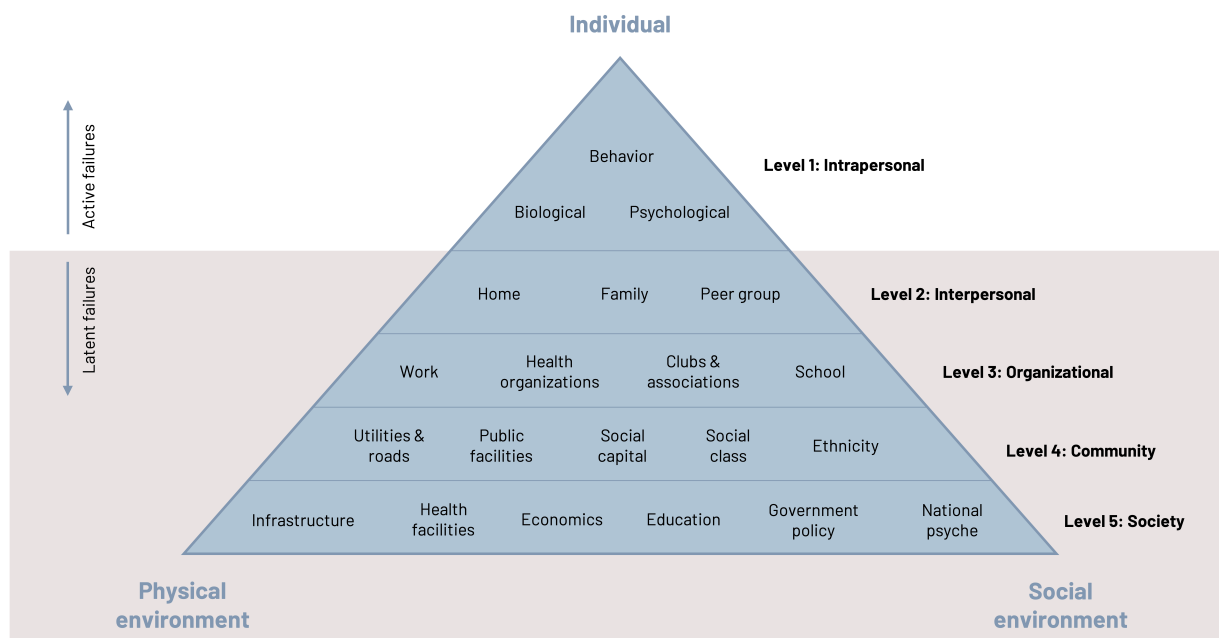 Individual
Active failures
Behavior
Level 1: Intrapersonal
Biological Psychological
Latent failures
Home Family Peer group
Level 2: Interpersonal
Work
Health
organizations
Clubs &
associations
School
Level 3: Organizational
Utilities &
roads
Public
facilities
Social
capital
Social
class
Ethnicity
Level 4: Community
Infrastructure
Health
facilities
Economics
Education
Government
policy
National
psyche
Level 5: Society
Physical
environment
Social
environment